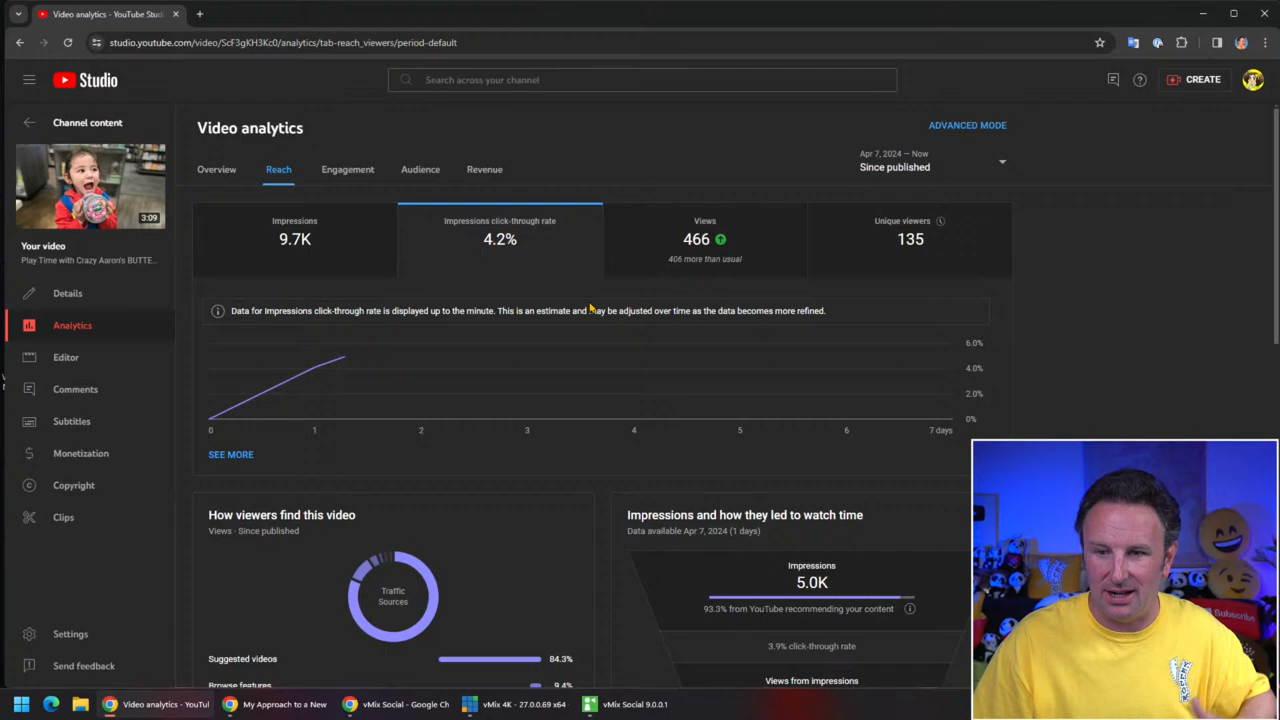 Video analytics - YouTube Stud
studio.youtube.com/video/ScF3gKH3Kc0/analytics/tab-reach_viewers/period-default
Studio
Search across your channel
CREATE
Channel content
3:09
Your video
Play Time with Crazy Aaron's BUTTE...
Details
Analytics
Editor
Comments
Subtitles
Monetization
Copyright
Clips
Settings
Send feedback
Video analytics
ADVANCED MODE
Overview
Reach
Engagement
Audience
Revenue
Apr 7, 2024 — Now
Since published
Impressions
9.7K
Impressions click-through rate
4.2%
Views
466
406 more than usual
Unique viewers
135
Data for Impressions click-through rate is displayed up to the minute. This is an estimate and may be adjusted over time as the data becomes more refined.
6.0%
4.0%
2.0%
0%
0 1 2 3 4 5 6 7 days
SEE MORE
How viewers find this video
Views · Since published
Traffic
Sources
Suggested videos 84.3%
Browse features 9.4%
Impressions and how they led to watch time
Data available Apr 7, 2024 (1 days)
Impressions
5.0K
93.3% from YouTube recommending your content
3.9% click-through rate
Views from impressions
Subscribe
Video analytics - YouTul
My Approach to a New
vMix Social - Google Ch
vMix 4K - 27.0.0.69 x64
vMix Social 9.0.0.1